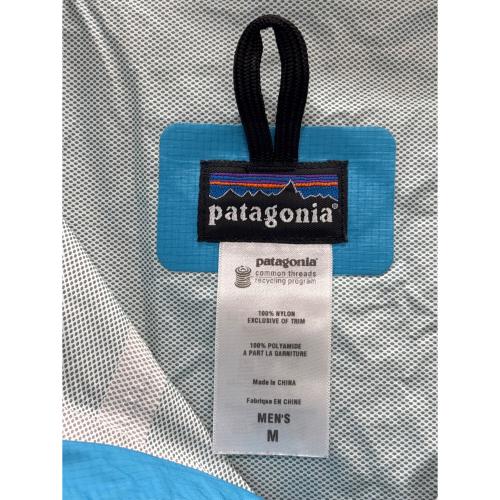 patagonia®
patagonia®
common threads
recycling program
100% NYLON
EXCLUSIVE OF TRIM
100% POLYAMIDE
A PART LA GARNITURE
Made in CHINA
Fabrique EN CHINE
MEN'S
M